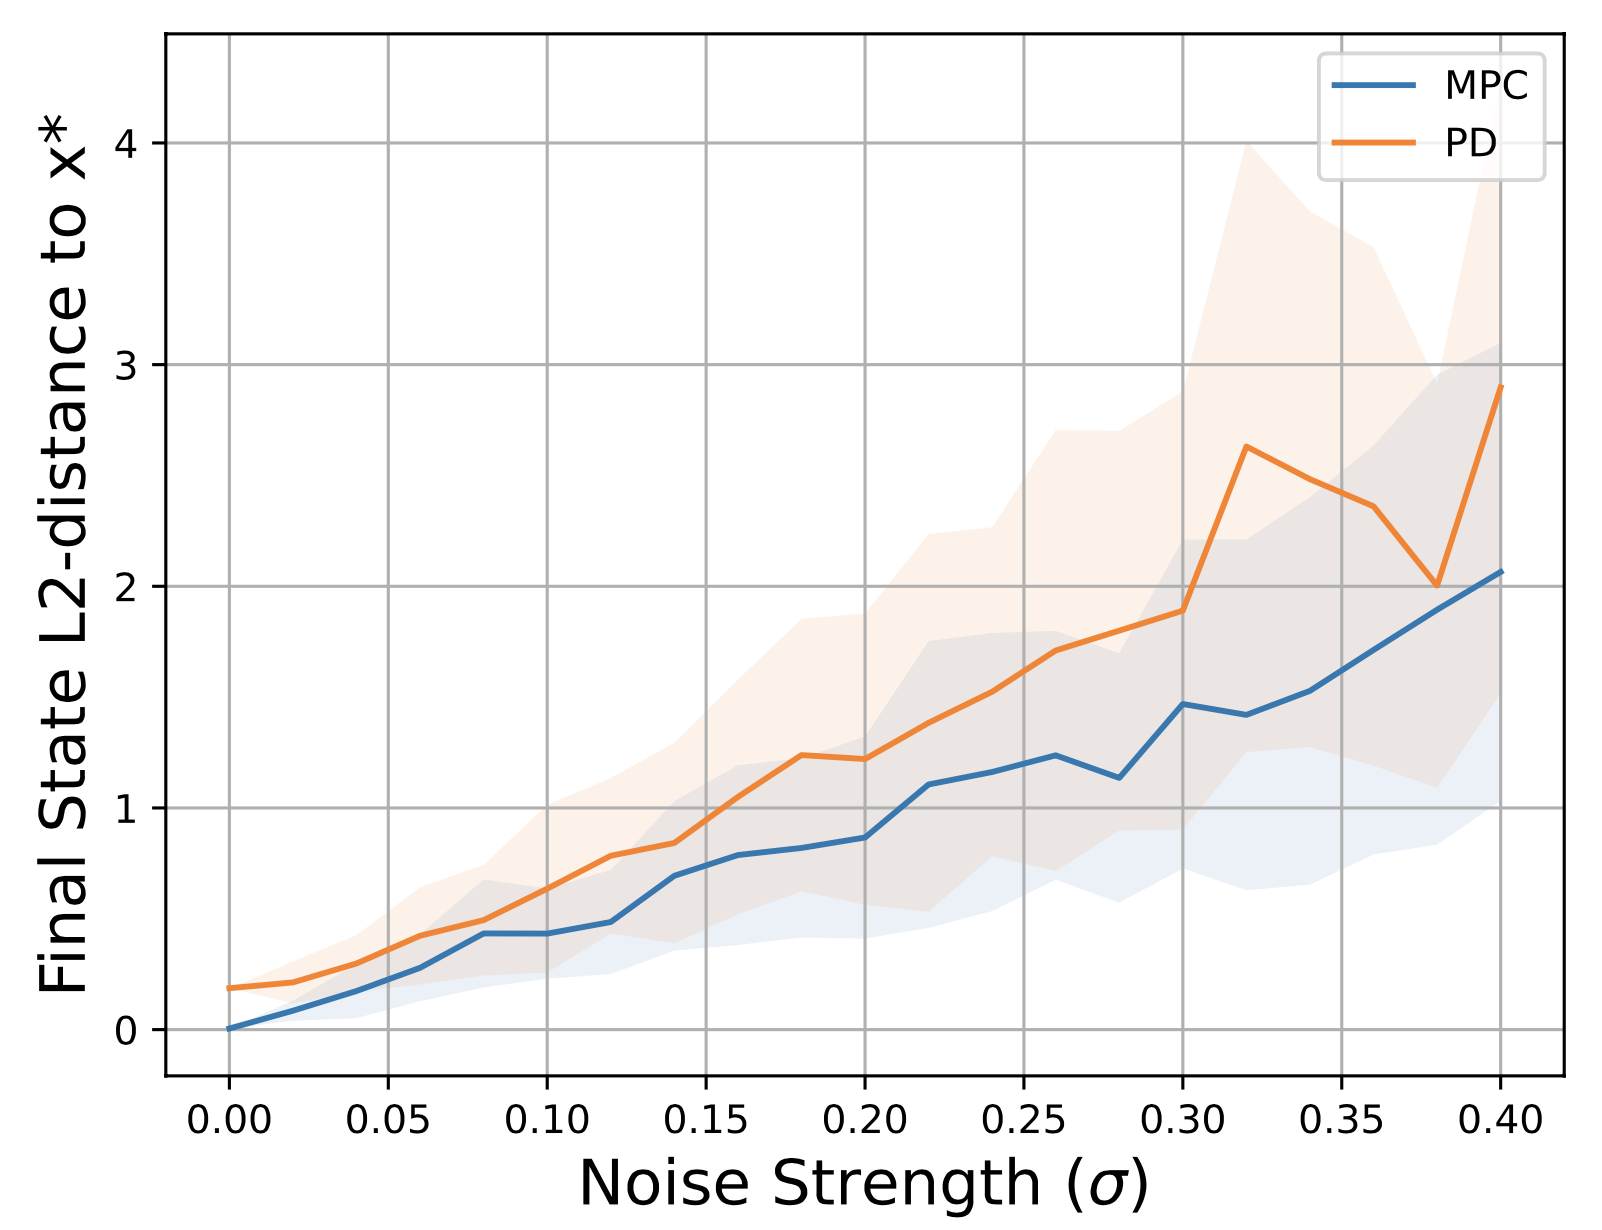 MPC
PD
Final State L2-distance to x*
4
3
2
1
0
0.00 0.05 0.10 0.15 0.20 0.25 0.30 0.35 0.40
Noise Strength (σ)